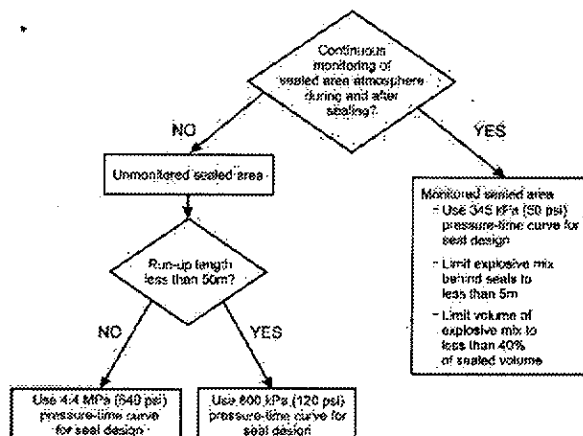 Continuous
monitoring of
sealed area atmosphere
during and after
sealing?
NO
YES
Unmonitored sealed area
Monitored sealed area
- Use 345 kPa (50 psi)
pressure-time curve for
seal design
- Limit explosive mix
behind seals to
less than 5m
- Limit volume of
explosive mix to
less than 40%
of sealed volume
Run-up length
less than 50m?
NO
YES
Use 4.4 MPa (640 psi)
pressure-time curve
for seal design
Use 800 kPa (120 psi)
pressure-time curve for
seal design